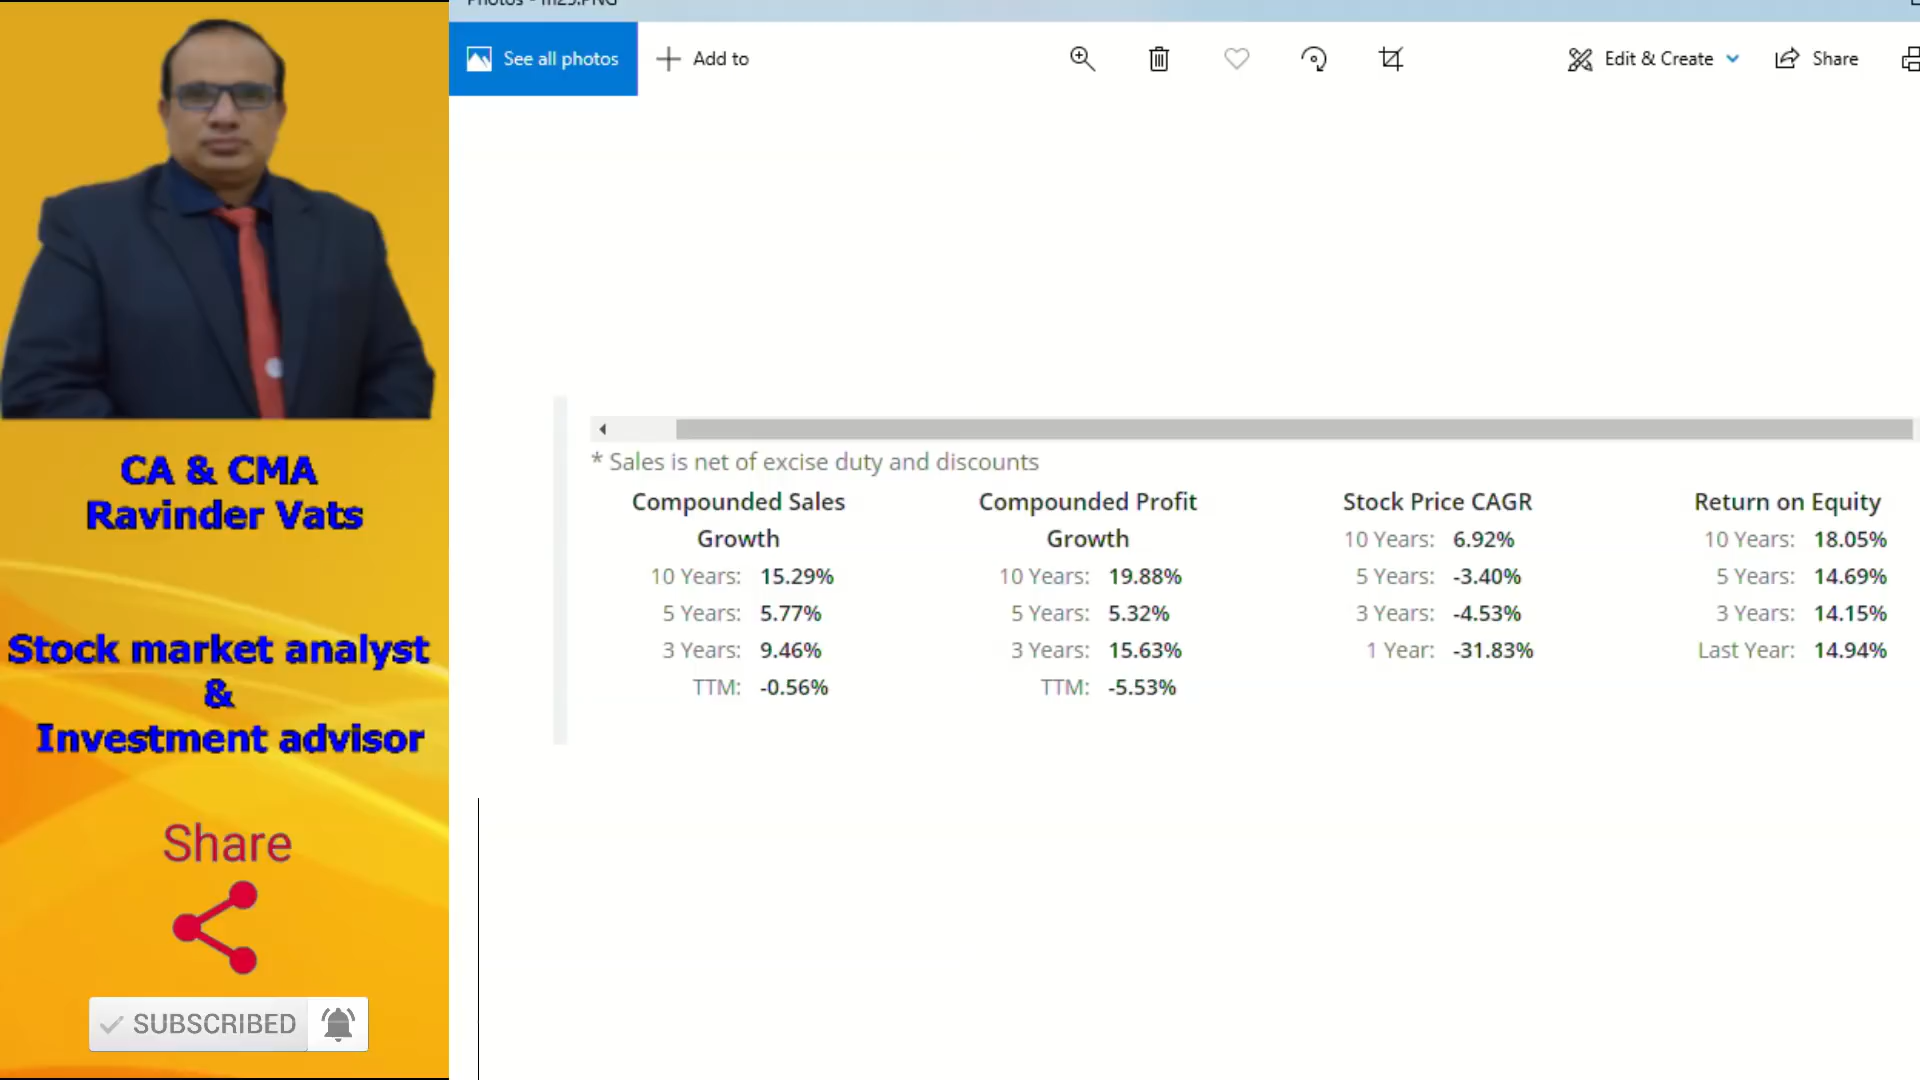 Photos - m25.PNG
See all photos
Add to
Edit & Create
Share
CA & CMA
Ravinder Vats
Stock market analyst
&
Investment advisor
Share
SUBSCRIBED
* Sales is net of excise duty and discounts
Compounded Sales
Growth
10 Years: 15.29%
5 Years: 5.77%
3 Years: 9.46%
TTM: -0.56%
Compounded Profit
Growth
10 Years: 19.88%
5 Years: 5.32%
3 Years: 15.63%
TTM: -5.53%
Stock Price CAGR
10 Years: 6.92%
5 Years: -3.40%
3 Years: -4.53%
1 Year: -31.83%
Return on Equity
10 Years: 18.05%
5 Years: 14.69%
3 Years: 14.15%
Last Year: 14.94%